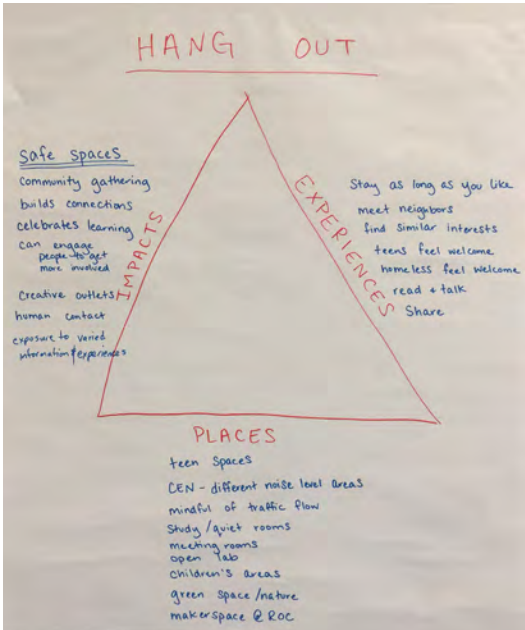 HANG OUT
Safe Spaces
Community gathering
builds connections
celebrates learning
can engage
people to get
more involved
Creative outlets
human contact
exposure to varied
information & experiences
IMPACTS
EXPERIENCES
Stay as long as you like
meet neighbors
find similar interests
teens feel welcome
homeless feel welcome
read + talk
Share
PLACES
teen spaces
CEN - different noise level areas
mindful of traffic flow
Study/quiet rooms
meeting rooms
open lab
children's areas
green space/nature
makerspace @ ROC